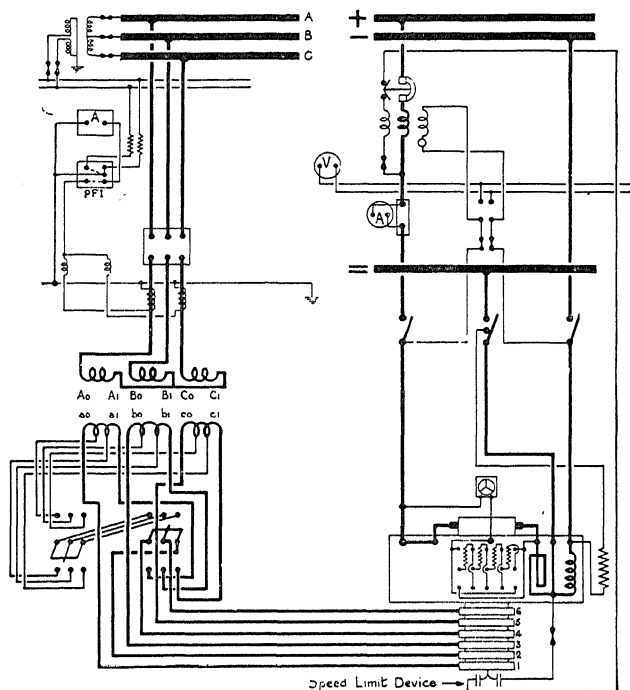 A
B
C
+
−
=
A
PFI
V
A
A0 A1 B0 B1 C0 C1
a0 a1 b0 b1 c0 c1
6
5
4
3
2
1
Speed Limit Device